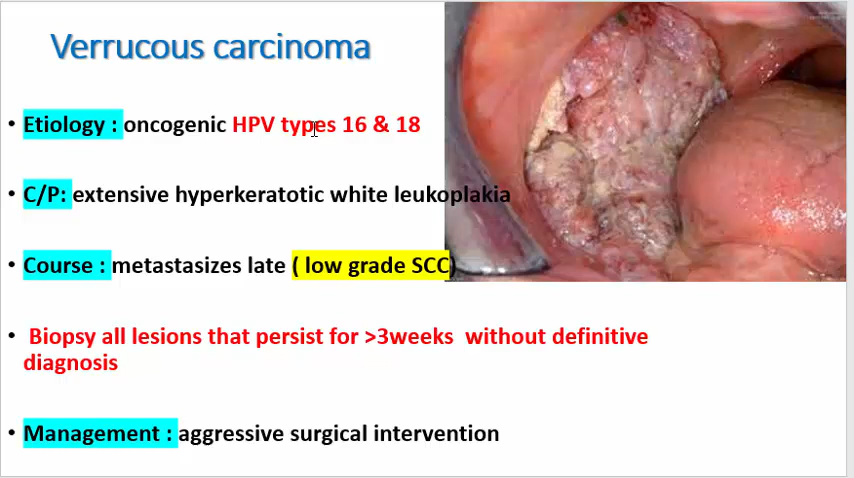 Verrucous carcinoma
• Etiology : oncogenic HPV types 16 & 18
• C/P: extensive hyperkeratotic white leukoplakia
• Course : metastasizes late ( low grade SCC)
• Biopsy all lesions that persist for >3weeks without definitive
diagnosis
• Management : aggressive surgical intervention